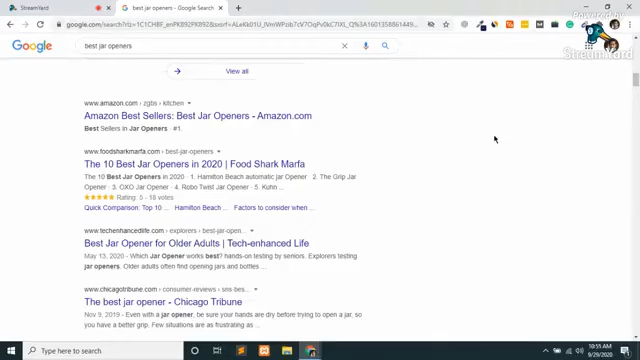 StreamYard
best jar openers - Google Search
Powered by
StreamYard
google.com/search?
Google
best jar openers
View all
www.amazon.com › zgbs › kitchen
Amazon Best Sellers: Best Jar Openers - Amazon.com
Best Sellers in Jar Openers · #1.
www.foodsharkmarfa.com › best-jar-openers
The 10 Best Jar Openers in 2020 | Food Shark Marfa
The 10 Best Jar Openers in 2020 · 1. Hamilton Beach automatic jar Opener · 2. The Grip Jar
Opener · 3. OXO Jar Opener · 4. Robo Twist Jar Opener · 5. Kuhn ...
Rating: 5 - 18 votes
Quick Comparison: Top 10 ... Hamilton Beach ... Factors to consider when ...
www.techenhancedlife.com › explorers › best-jar-open...
Best Jar Opener for Older Adults | Tech-enhanced Life
May 13, 2020 - Which Jar Opener works best? hands-on testing by seniors. Explorers testing
jar openers. Older adults often find opening jars and bottles ...
www.chicagotribune.com › consumer-reviews › sns-bes...
The best jar opener - Chicago Tribune
Nov 9, 2019 - Even with a jar opener, be sure your hands are dry before trying to open a jar, so
you have a better grip. Few situations are as frustrating as ...
Type here to search
10:55 AM
9/29/2020